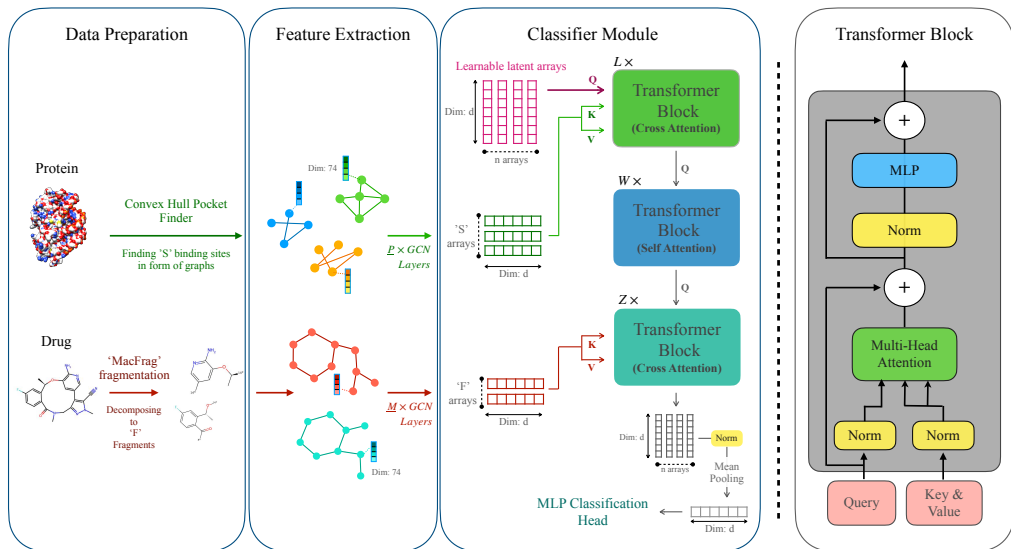 Data Preparation
Protein
Convex Hull Pocket
Finder
Finding 'S' binding sites
in form of graphs
Drug
'MacFrag'
fragmentation
Decomposing
to
'F'
Fragments
Feature Extraction
Dim: 74
P × GCN
Layers
M × GCN
Layers
Dim: 74
Classifier Module
Learnable latent arrays
Dim: d
n arrays
Q
K
V
L×
Transformer
Block
(Cross Attention)
Q
'S'
arrays
Dim: d
W×
Transformer
Block
(Self Attention)
Q
Z×
Transformer
Block
(Cross Attention)
K
V
'F'
arrays
Dim: d
Dim: d
n arrays
Norm
Mean
Pooling
MLP Classification
Head
Dim: d
Transformer Block
+
MLP
Norm
+
Multi-Head
Attention
Norm
Norm
Query
Key &
Value